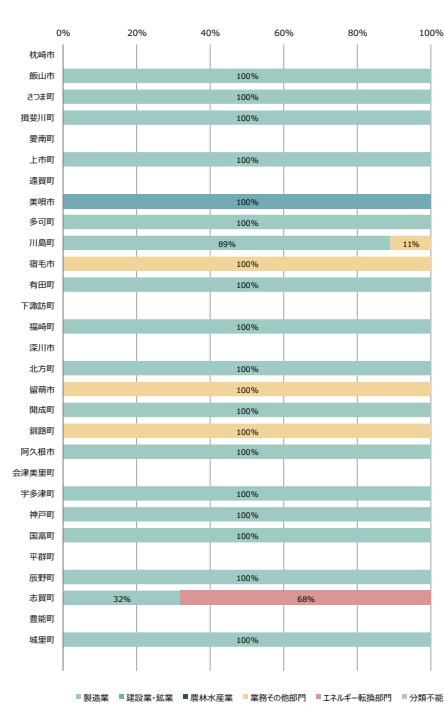 0% 20% 40% 60% 80% 100%
枕崎市
飯山市 100%
さつま町 100%
揖斐川町 100%
愛南町
上市町 100%
遠賀町
美唄市 100%
多可町 100%
川島町 89% 11%
宿毛市 100%
有田町 100%
下諏訪町
福崎町 100%
深川市
北方町 100%
留萌市 100%
開成町 100%
釧路町 100%
阿久根市 100%
会津美里町
宇多津町 100%
神戸町 100%
国富町 100%
平群町
辰野町 100%
志賀町 32% 68%
豊能町
城里町 100%
製造業 建設業・鉱業 農林水産業 業務その他部門 エネルギー転換部門 分類不能